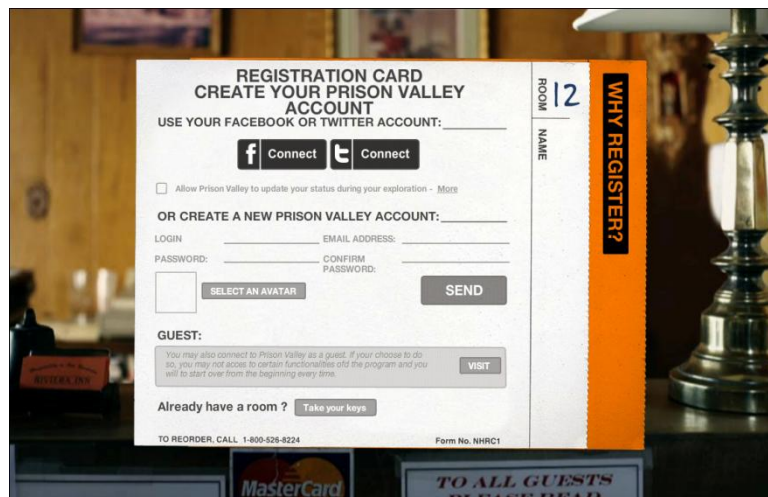 REGISTRATION CARD
CREATE YOUR PRISON VALLEY
ACCOUNT
USE YOUR FACEBOOK OR TWITTER ACCOUNT:
f Connect t Connect
Allow Prison Valley to update your status during your exploration - More
OR CREATE A NEW PRISON VALLEY ACCOUNT:
LOGIN EMAIL ADDRESS:
PASSWORD: CONFIRM
PASSWORD:
SELECT AN AVATAR SEND
GUEST:
You may also connect to Prison Valley as a guest. If your choose to do
so, you may not acces to certain functionalities ofd the program and you
will to start over from the beginning every time.
VISIT
Already have a room ? Take your keys
TO REORDER, CALL 1-800-526-8224 Form No. NHRC1
ROOM 12
NAME
WHY REGISTER?
RIVIERA INN
MasterCard
TO ALL GUESTS
PLEASE READ